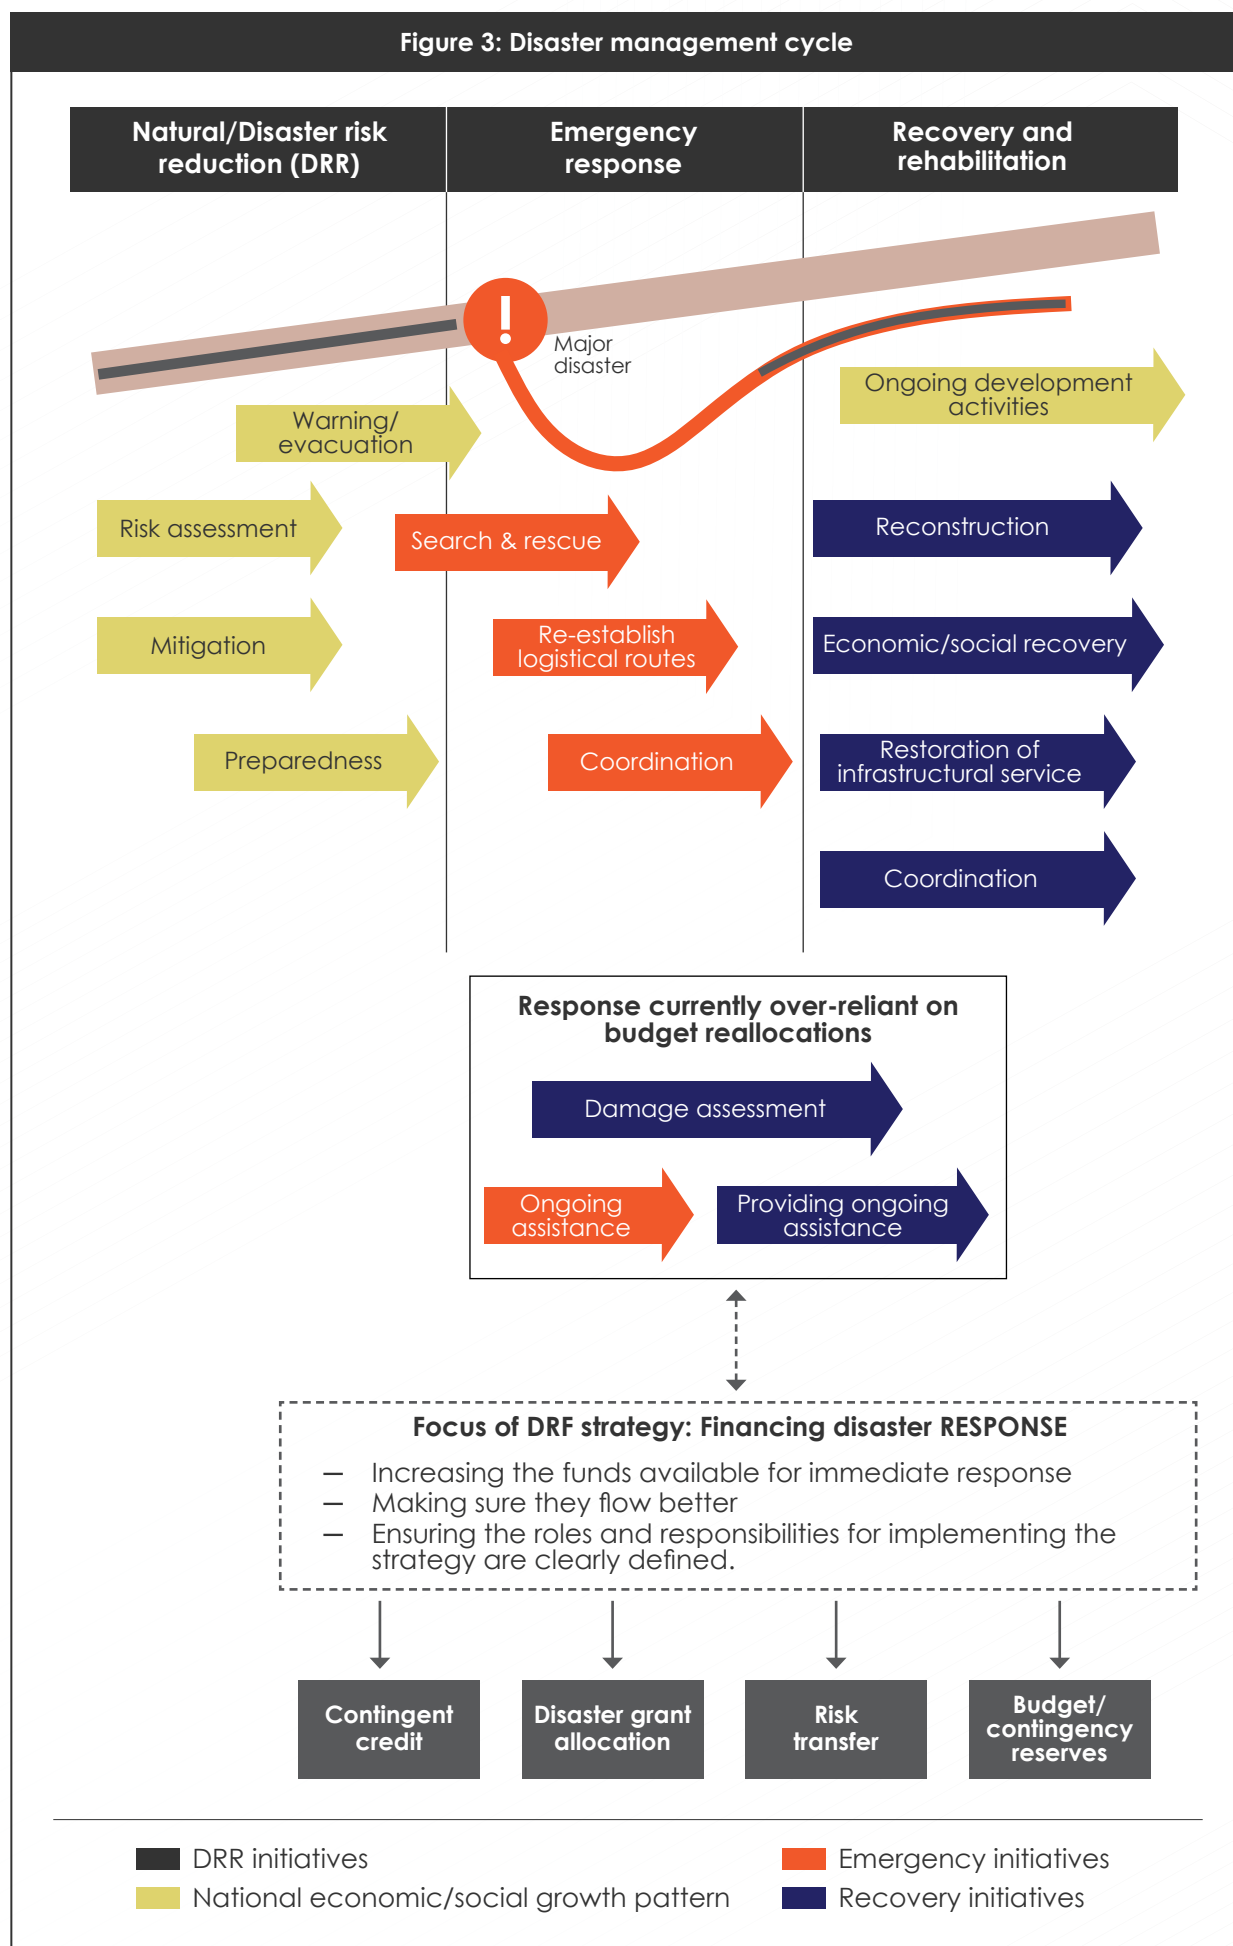 Figure 3: Disaster management cycle
Natural/Disaster risk
reduction (DRR)
Emergency
response
Recovery and
rehabilitation
!
Major
disaster
Warning/
evacuation
Risk assessment
Mitigation
Preparedness
Search & rescue
Re-establish
logistical routes
Coordination
Ongoing development
activities
Reconstruction
Economic/social recovery
Restoration of
infrastructural service
Coordination
Response currently over-reliant on
budget reallocations
Damage assessment
Ongoing
assistance
Providing ongoing
assistance
Focus of DRF strategy: Financing disaster RESPONSE
— Increasing the funds available for immediate response
— Making sure they flow better
— Ensuring the roles and responsibilities for implementing the
strategy are clearly defined.
Contingent
credit
Disaster grant
allocation
Risk
transfer
Budget/
contingency
reserves
DRR initiatives
National economic/social growth pattern
Emergency initiatives
Recovery initiatives